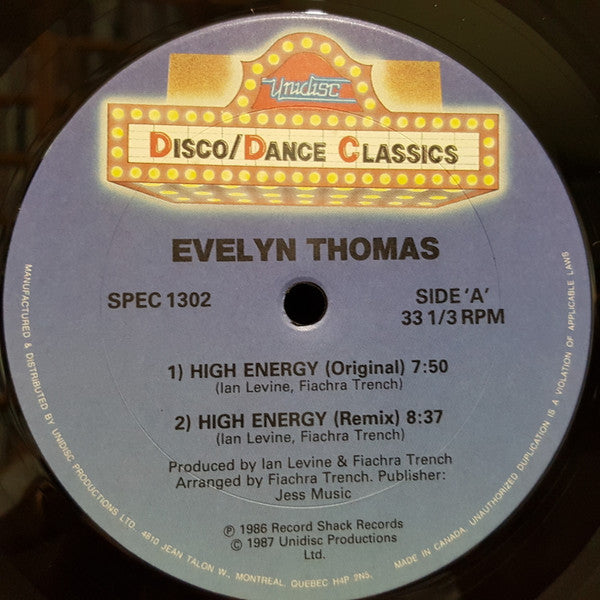 Unidisc
DISCO/DANCE CLASSICS
EVELYN THOMAS
SPEC 1302
SIDE 'A'
33 1/3 RPM
1) HIGH ENERGY (Original) 7:50
(Ian Levine, Fiachra Trench)
2) HIGH ENERGY (Remix) 8:37
(Ian Levine, Fiachra Trench)
Produced by Ian Levine & Fiachra Trench
Arranged by Fiachra Trench. Publisher:
Jess Music
℗ 1986 Record Shack Records
© 1987 Unidisc Productions
Ltd.
MANUFACTURED & DISTRIBUTED BY UNIDISC PRODUCTIONS LTD., 4810 JEAN TALON W., MONTREAL, QUEBEC H4P 2N5. MADE IN CANADA. UNAUTHORIZED DUPLICATION IS A VIOLATION OF APPLICABLE LAWS